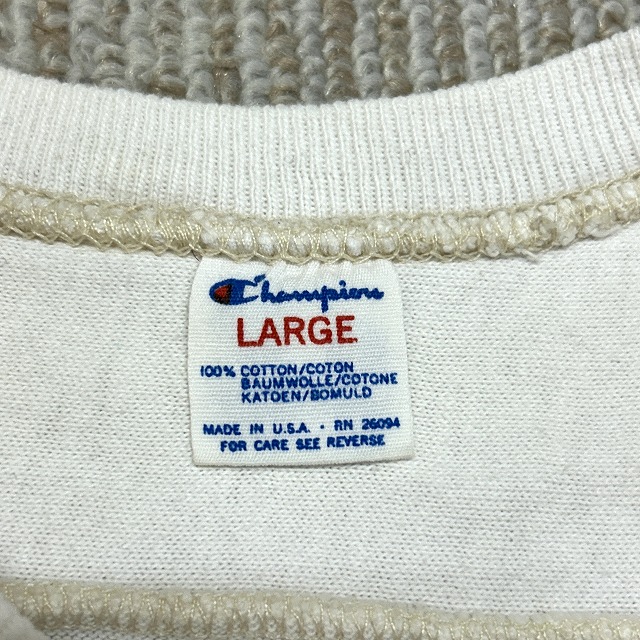 Champion
LARGE
100% COTTON/COTON
BAUMWOLLE/COTONE
KATOEN/BOMULD
MADE IN U.S.A. · RN 26094
FOR CARE SEE REVERSE